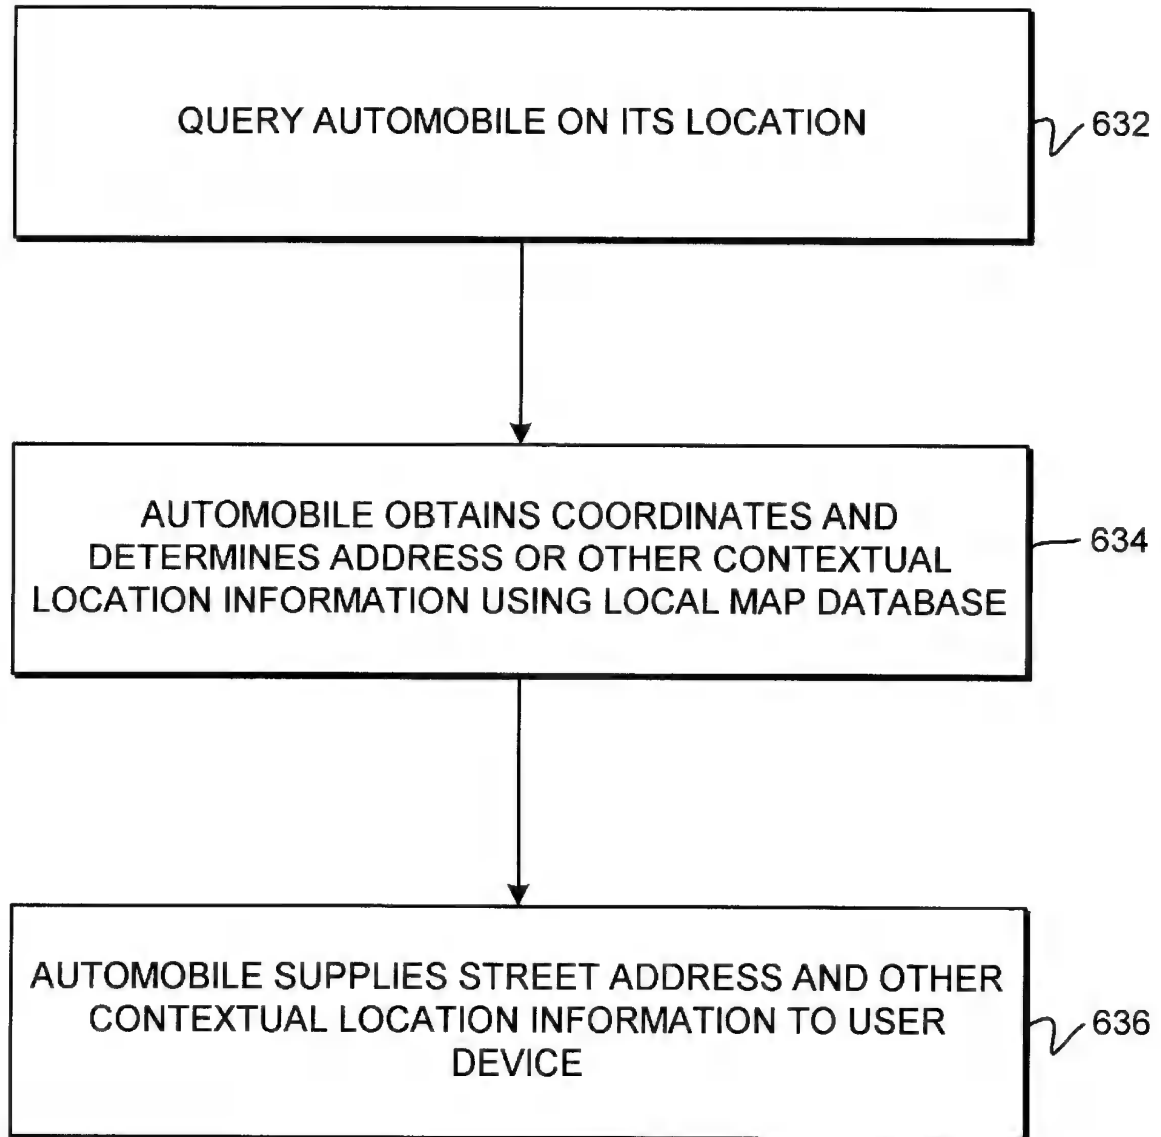 QUERY AUTOMOBILE ON ITS LOCATION
632
AUTOMOBILE OBTAINS COORDINATES AND
DETERMINES ADDRESS OR OTHER CONTEXTUAL
LOCATION INFORMATION USING LOCAL MAP DATABASE
634
AUTOMOBILE SUPPLIES STREET ADDRESS AND OTHER
CONTEXTUAL LOCATION INFORMATION TO USER
DEVICE
636